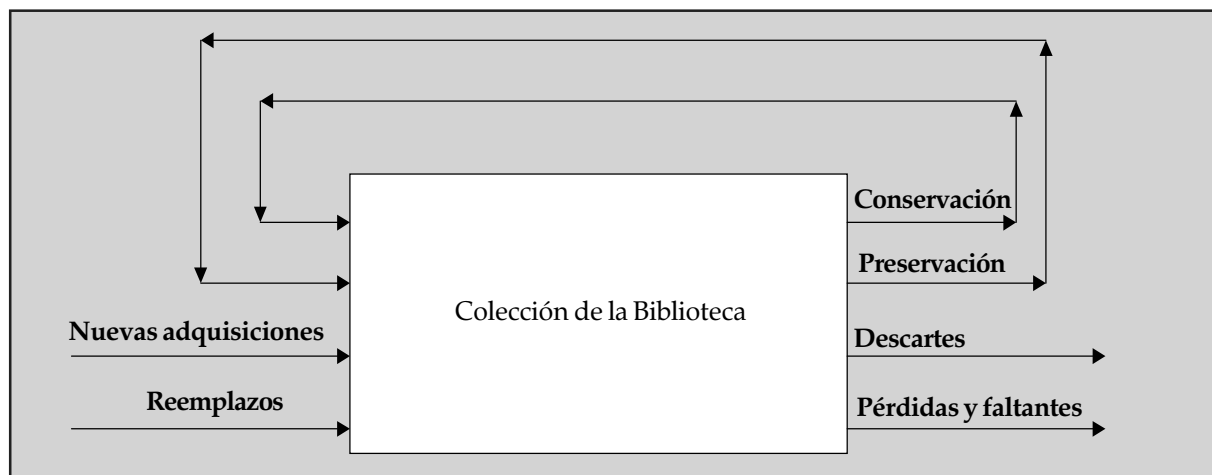 Conservación
Preservación
Colección de la Biblioteca
Nuevas adquisiciones
Descartes
Reemplazos
Pérdidas y faltantes